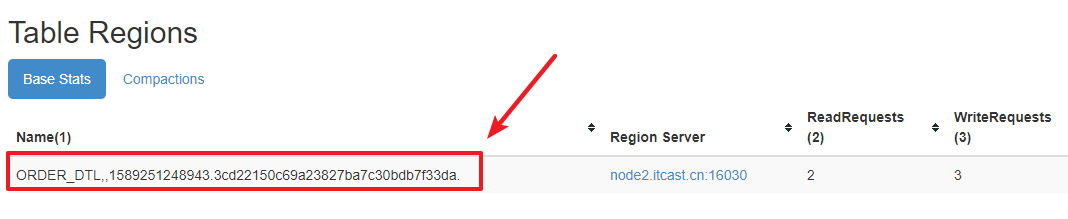 Table Regions
Base Stats Compactions
ReadRequests WriteRequests
Name(1) Region Server (2) (3)
ORDER_DTL,,1589251248943.3cd22150c69a23827ba7c30bdb7f33da. node2.itcast.cn:16030 2 3